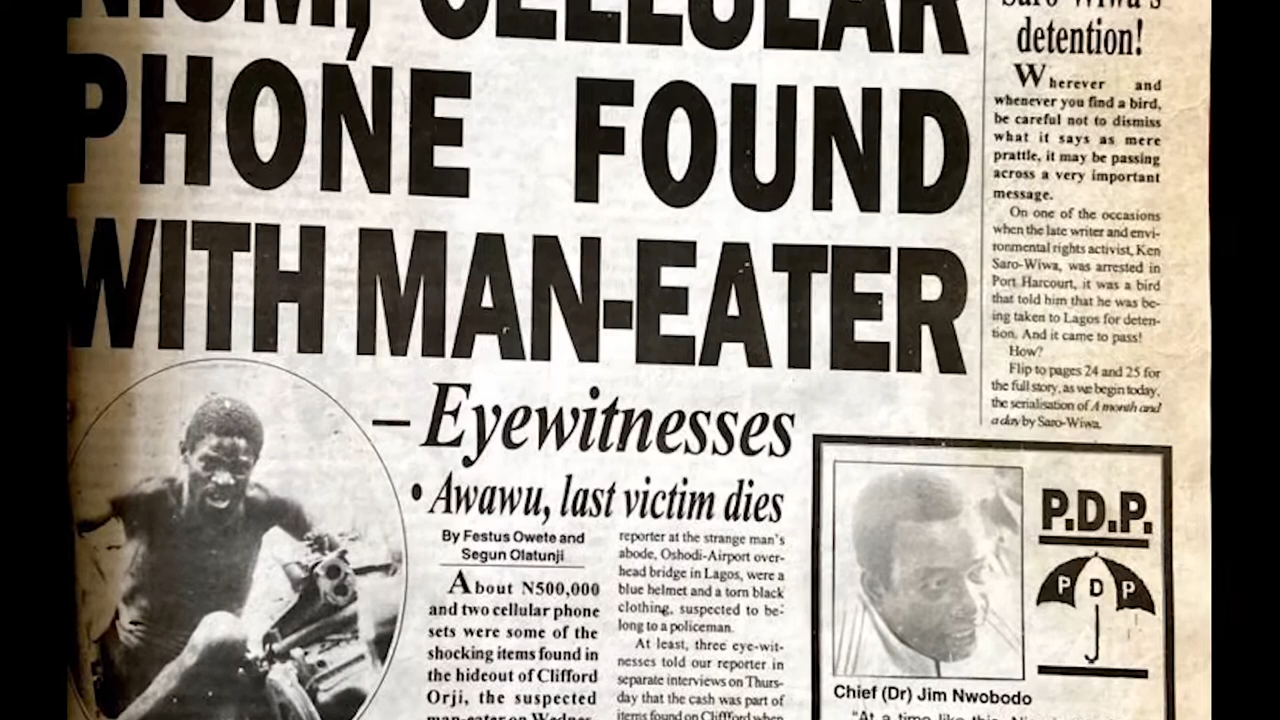 CELLULAR
PHONE FOUND
WITH MAN-EATER
– Eyewitnesses
• Awawu, last victim dies
By Festus Owete and
Segun Olatunji
About N500,000
and two cellular phone
sets were some of the
shocking items found in
the hideout of Clifford
Orji, the suspected
man-eater on Wednes-
reporter at the strange man's
abode, Oshodi-Airport over-
head bridge in Lagos, were a
blue helmet and a torn black
clothing, suspected to be-
long to a policeman.
At least, three eye-wit-
nesses told our reporter in
separate interviews on Thurs-
day that the cash was part of
items found on Cliffford when
Saro-Wiwa's
detention!
Wherever and
whenever you find a bird,
be careful not to dismiss
what it says as mere
prattle, it may be passing
across a very important
message.
On one of the occasions
when the late writer and envi-
ronmental rights activist, Ken
Saro-Wiwa, was arrested in
Port Harcourt, it was a bird
that told him that he was be-
ing taken to Lagos for deten-
tion. And it came to pass!
How?
Flip to pages 24 and 25 for
the full story, as we begin today,
the serialisation of A month and
a day by Saro-Wiwa.
P.D.P.
P D P
Chief (Dr) Jim Nwobodo
"At a time like this,